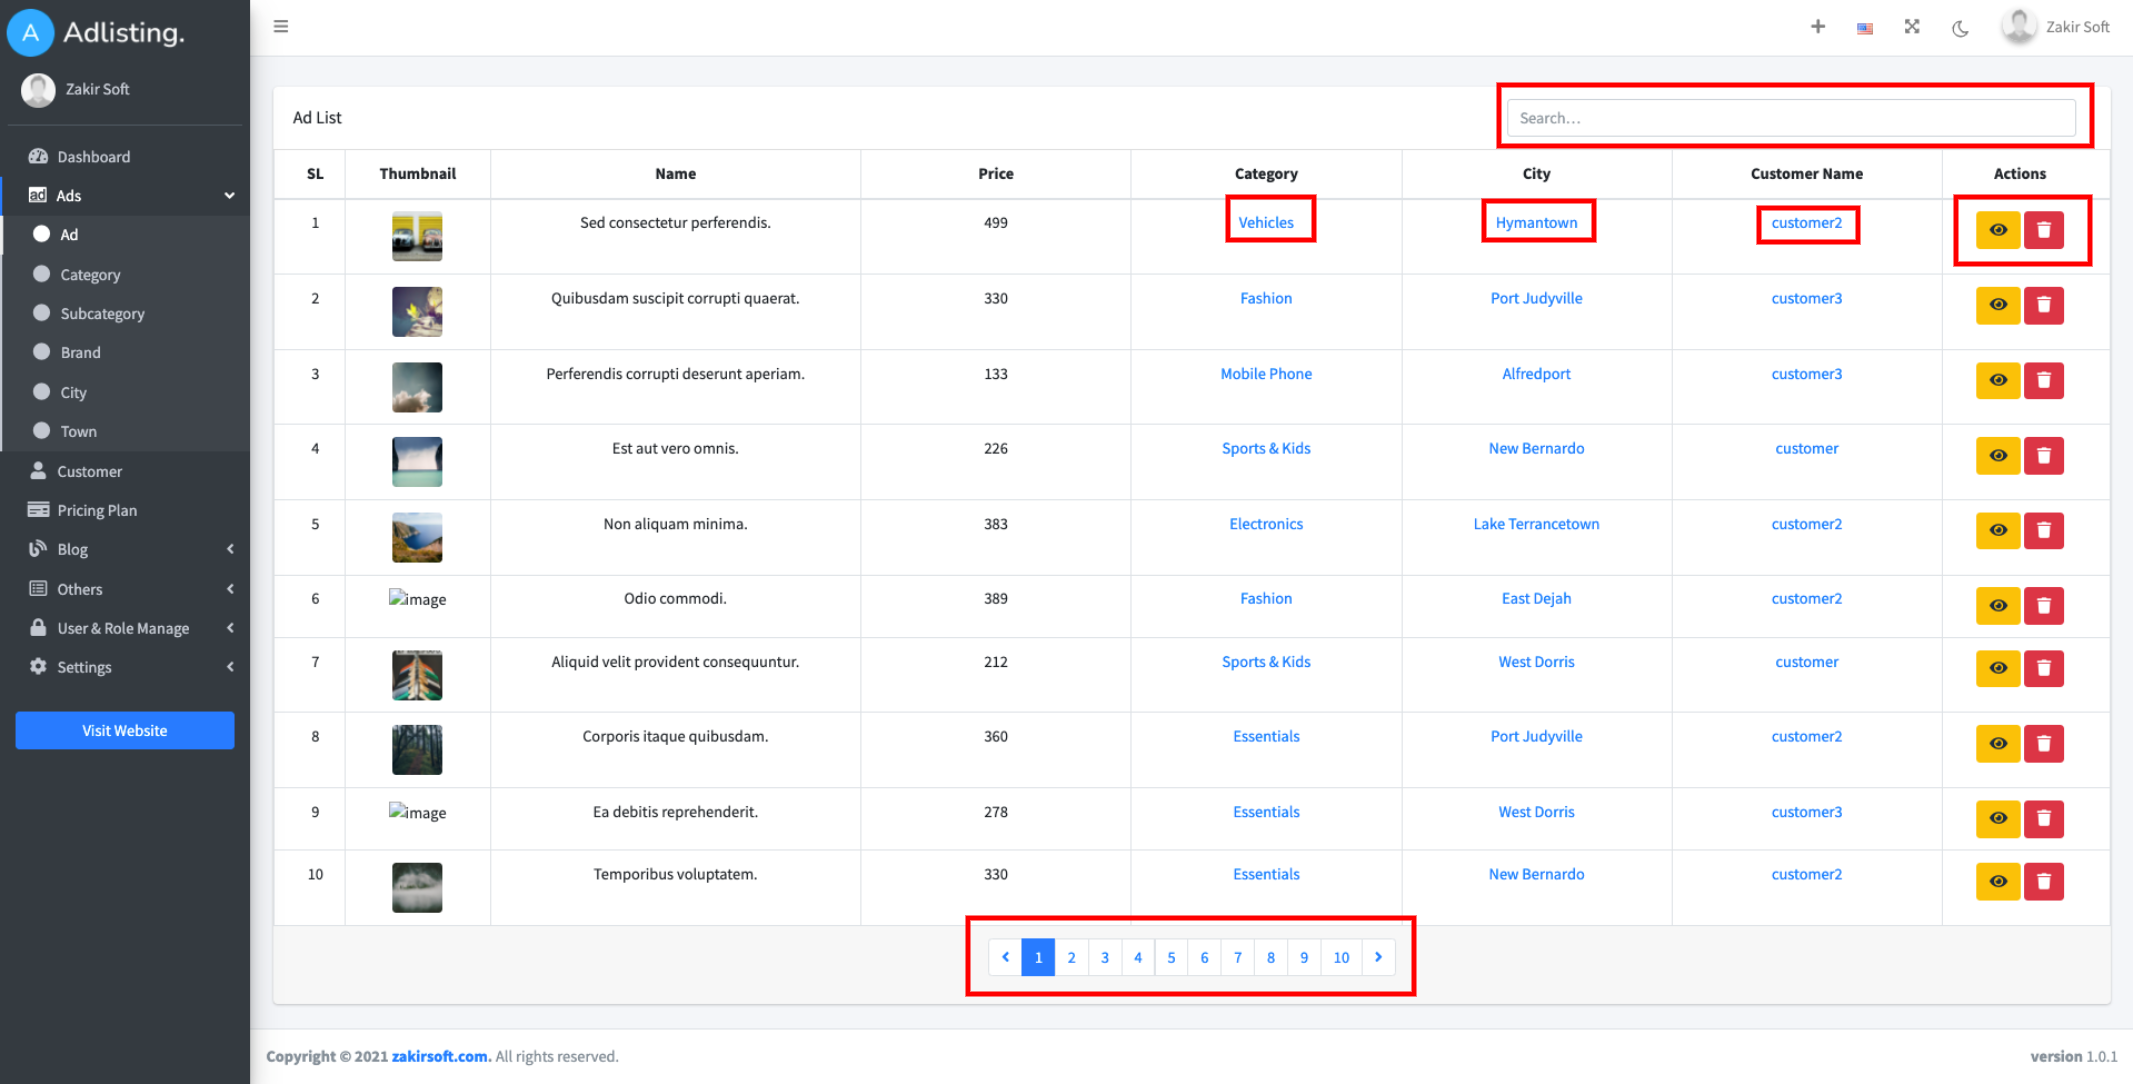 A Adlisting.
Zakir Soft
Zakir Soft
Dashboard
ad Ads
Ad
Category
Subcategory
Brand
City
Town
Customer
Pricing Plan
Blog
Others
User & Role Manage
Settings
Visit Website
Ad List
Search...
SL Thumbnail Name Price Category City Customer Name Actions
1 Sed consectetur perferendis. 499 Vehicles Hymantown customer2
2 Quibusdam suscipit corrupti quaerat. 330 Fashion Port Judyville customer3
3 Perferendis corrupti deserunt aperiam. 133 Mobile Phone Alfredport customer3
4 Est aut vero omnis. 226 Sports & Kids New Bernardo customer
5 Non aliquam minima. 383 Electronics Lake Terrancetown customer2
6 image Odio commodi. 389 Fashion East Dejah customer2
7 Aliquid velit provident consequuntur. 212 Sports & Kids West Dorris customer
8 Corporis itaque quibusdam. 360 Essentials Port Judyville customer2
9 image Ea debitis reprehenderit. 278 Essentials West Dorris customer3
10 Temporibus voluptatem. 330 Essentials New Bernardo customer2
1 2 3 4 5 6 7 8 9 10
Copyright © 2021 zakirsoft.com. All rights reserved.
version 1.0.1